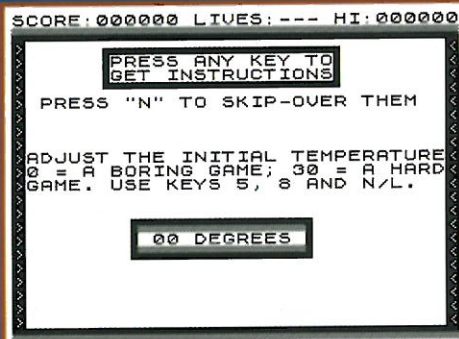 SCORE:000000 LIVES:--- HI:000000
PRESS ANY KEY TO
GET INSTRUCTIONS
PRESS "N" TO SKIP-OVER THEM
ADJUST THE INITIAL TEMPERATURE
0 = A BORING GAME; 30 = A HARD
GAME. USE KEYS 5, 8 AND N/L.
00 DEGREES